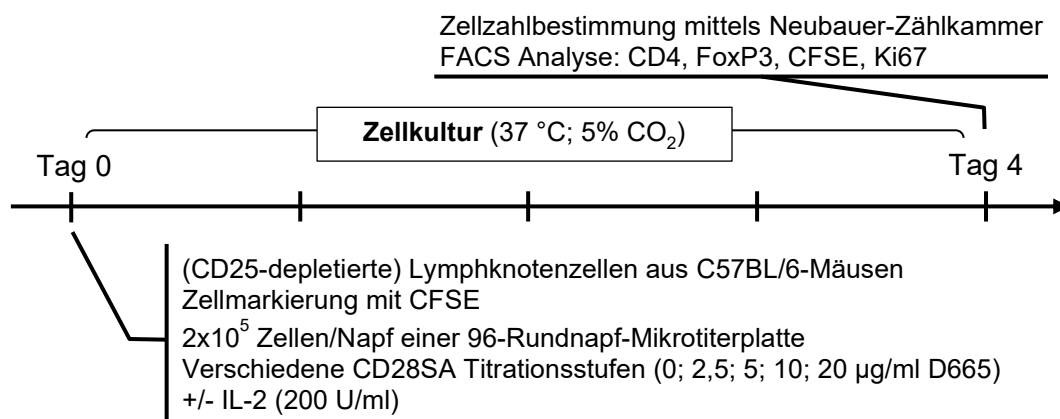 Zellzahlbestimmung mittels Neubauer-Zählkammer
FACS Analyse: CD4, FoxP3, CFSE, Ki67
Zellkultur (37 °C; 5% CO₂)
Tag 0
Tag 4
(CD25-depletierte) Lymphknotenzellen aus C57BL/6-Mäusen
Zellmarkierung mit CFSE
2x10⁵ Zellen/Napf einer 96-Rundnapf-Mikrotiterplatte
Verschiedene CD28SA Titrationsstufen (0; 2,5; 5; 10; 20 µg/ml D665)
+/- IL-2 (200 U/ml)